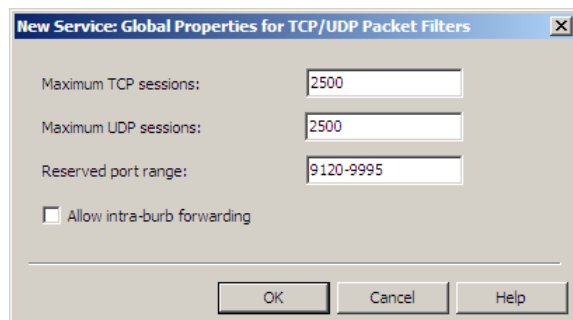 New Service: Global Properties for TCP/UDP Packet Filters
Maximum TCP sessions: 2500
Maximum UDP sessions: 2500
Reserved port range: 9120-9995
Allow intra-burb forwarding
OK Cancel Help